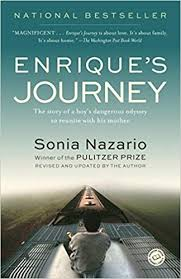 NATIONAL BESTSELLER
"MAGNIFICENT . . . Enrique's Journey is about love. It's about family.
It's about home." —The Washington Post Book World
ENRIQUE'S
JOURNEY
The story of a boy's dangerous odyssey
to reunite with his mother
Sonia Nazario
Winner of the PULITZER PRIZE
REVISED AND UPDATED BY THE AUTHOR